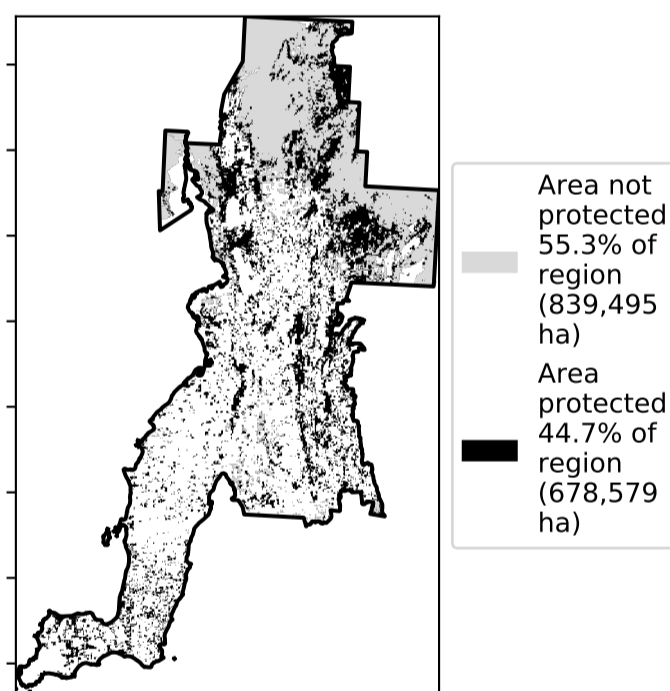 Area not
protected
55.3% of
region
(839,495
ha)
Area
protected
44.7% of
region
(678,579
ha)